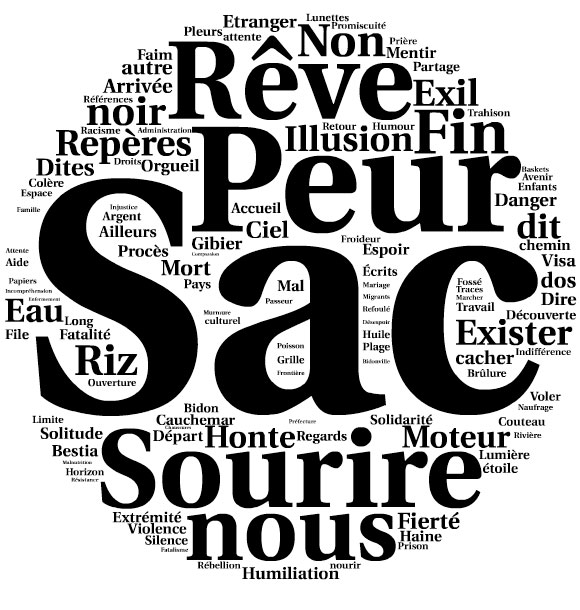 Lunettes
Etranger
Promiscuité
Pleurs
attente
Non
Prière
Mentir
Rêve
Faim
autre
Partage
Arrivée
Exil
Références
noir
Trahison
Racisme
Administration
Retour
Humour
Fin
Repères
Illusion
Peur
Dites
Droits
Orgueil
Baskets
Colère
Avenir
Espace
Enfants
Danger
Famille
Injustice
Argent
Accueil
dit
Ailleurs
Ciel
Froideur
chemin
Gibier
Espoir
Attente
Procès
Compassion
Visa
Aide
Mort
Écrits
Sac
Papiers
Pays
Mal
Mariage
Fossé
dos
Incompréhension
Traces
Enfermement
Passeur
Migrants
Marcher
Dire
Eau
Refoulé
Travail
Long
Murmure
culturel
Désespoir
Découverte
File
Fatalité
Huile
Exister
Poisson
Plage
Riz
Grille
cacher
Indifférence
Bidonville
Ouverture
Frontière
Brûlure
Voler
Bidon
Naufrage
Limite
Cauchemar
Préfecture
Solidarité
Couteau
Solitude
Départ
Honte
Regards
Moteur
Rivière
Bestia
Lumière
Malnutrition
Sourire
étoile
Horizon
Résistance
Extrémité
nous
Fierté
Violence
Haine
Silence
Prison
Fatalisme
Rébellion
nourir
Humiliation